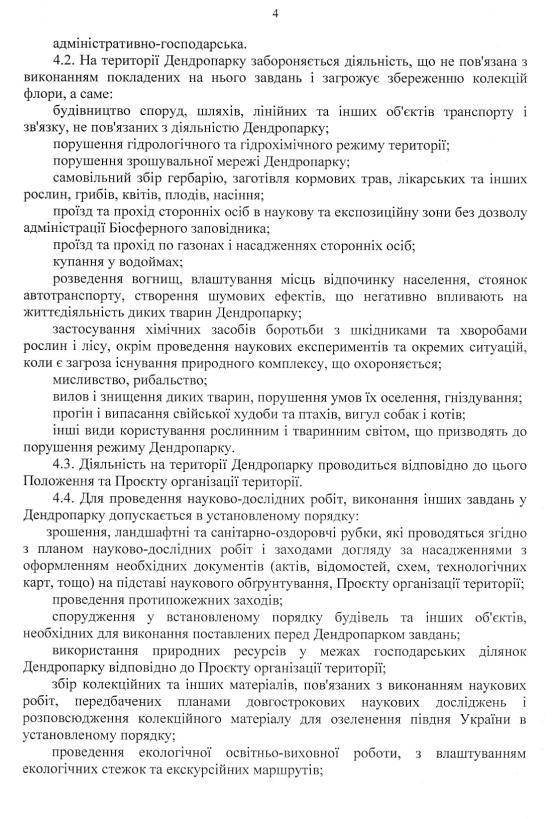 4
адміністративно-господарська.
4.2. На території Дендропарку забороняється діяльність, що не пов'язана з
виконанням покладених на нього завдань і загрожує збереженню колекцій
флори, а саме:
будівництво споруд, шляхів, лінійних та інших об'єктів транспорту і
зв'язку, не пов'язаних з діяльністю Дендропарку;
порушення гідрологічного та гідрохімічного режиму території;
порушення зрошувальної мережі Дендропарку;
самовільний збір гербарію, заготівля кормових трав, лікарських та інших
рослин, грибів, квітів, плодів, насіння;
проїзд та прохід сторонніх осіб в наукову та експозиційну зони без дозволу
адміністрації Біосферного заповідника;
проїзд та прохід по газонах і насадженнях сторонніх осіб;
купання у водоймах;
розведення вогнищ, влаштування місць відпочинку населення, стоянок
автотранспорту, створення шумових ефектів, що негативно впливають на
життєдіяльність диких тварин Дендропарку;
застосування хімічних засобів боротьби з шкідниками та хворобами
рослин і лісу, окрім проведення наукових експериментів та окремих ситуацій,
коли є загроза існування природного комплексу, що охороняється;
мисливство, рибальство;
вилов і знищення диких тварин, порушення умов їх оселення, гніздування;
прогін і випасання свійської худоби та птахів, вигул собак і котів;
інші види користування рослинним і тваринним світом, що призводять до
порушення режиму Дендропарку.
4.3. Діяльність на території Дендропарку проводиться відповідно до цього
Положення та Проєкту організації території.
4.4. Для проведення науково-дослідних робіт, виконання інших завдань у
Дендропарку допускається в установленому порядку:
зрошення, ландшафтні та санітарно-оздоровчі рубки, які проводяться згідно
з планом науково-дослідних робіт і заходами догляду за насадженнями з
оформленням необхідних документів (актів, відомостей, схем, технологічних
карт, тощо) на підставі наукового обґрунтування, Проєкту організації території;
проведення протипожежних заходів;
спорудження у встановленому порядку будівель та інших об'єктів,
необхідних для виконання поставлених перед Дендропарком завдань;
використання природних ресурсів у межах господарських ділянок
Дендропарку відповідно до Проєкту організації території;
збір колекційних та інших матеріалів, пов'язаних з виконанням наукових
робіт, передбачених планами довгострокових наукових досліджень і
розповсюдження колекційного матеріалу для озеленення півдня України в
установленому порядку;
проведення екологічної освітньо-виховної роботи, з влаштуванням
екологічних стежок та екскурсійних маршрутів;